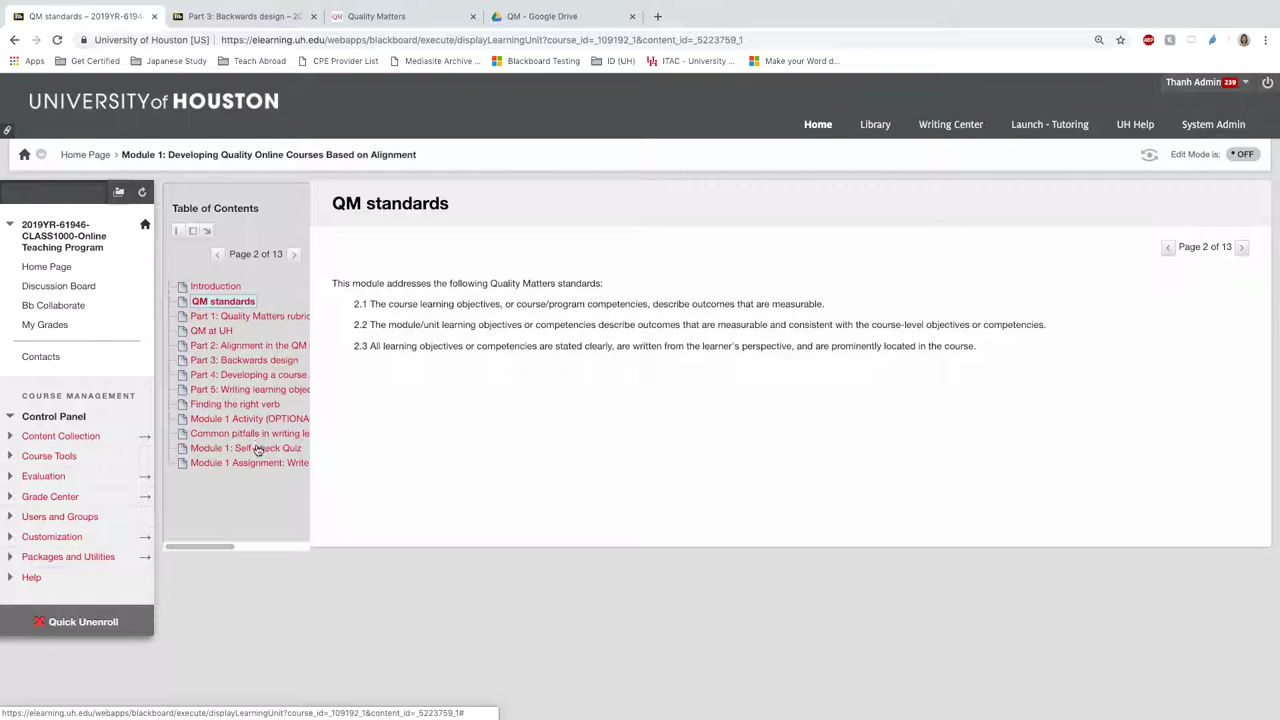 QM standards – 2019YR-6194
Part 3: Backwards design – 20
Quality Matters
QM - Google Drive
University of Houston [US]
https://elearning.uh.edu/webapps/blackboard/execute/displayLearningUnit?course_id=_109192_1&content_id=_5223759_1
Apps
Get Certified
Japanese Study
Teach Abroad
CPE Provider List
Mediasite Archive ...
Blackboard Testing
ID (UH)
ITAC - University ...
Make your Word d...
Thanh Admin 239
UNIVERSITY of HOUSTON
Home
Library
Writing Center
Launch - Tutoring
UH Help
System Admin
Home Page > Module 1: Developing Quality Online Courses Based on Alignment
Edit Mode is: OFF
2019YR-61946-
CLASS1000-Online
Teaching Program
Home Page
Discussion Board
Bb Collaborate
My Grades
Contacts
COURSE MANAGEMENT
Control Panel
Content Collection
Course Tools
Evaluation
Grade Center
Users and Groups
Customization
Packages and Utilities
Help
Quick Unenroll
Table of Contents
Page 2 of 13
Introduction
QM standards
Part 1: Quality Matters rubric
QM at UH
Part 2: Alignment in the QM
Part 3: Backwards design
Part 4: Developing a course
Part 5: Writing learning objec
Finding the right verb
Module 1 Activity (OPTIONA
Common pitfalls in writing le
Module 1: Self-check Quiz
Module 1 Assignment: Write
QM standards
Page 2 of 13
This module addresses the following Quality Matters standards:
2.1 The course learning objectives, or course/program competencies, describe outcomes that are measurable.
2.2 The module/unit learning objectives or competencies describe outcomes that are measurable and consistent with the course-level objectives or competencies.
2.3 All learning objectives or competencies are stated clearly, are written from the learner's perspective, and are prominently located in the course.
https://elearning.uh.edu/webapps/blackboard/execute/displayLearningUnit?course_id=_109192_1&content_id=_5223759_1#